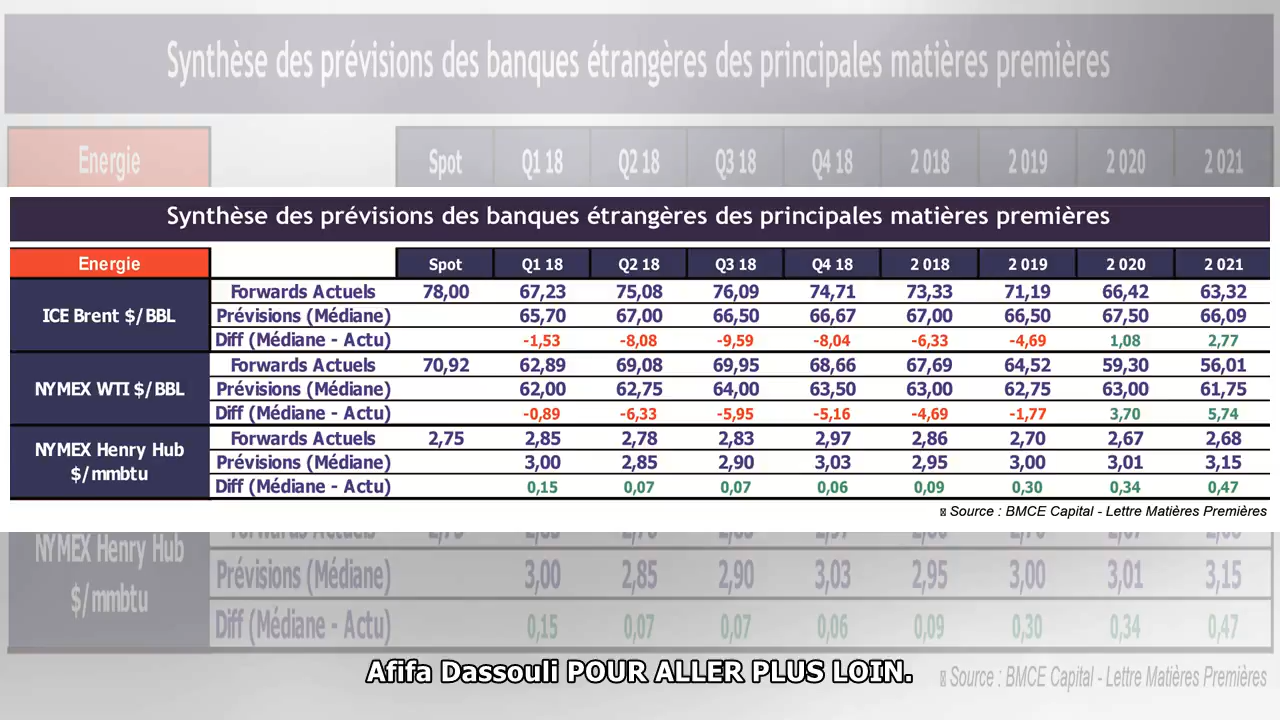 Synthèse des prévisions des banques étrangères des principales matières premières
Energie Spot Q1 18 Q2 18 Q3 18 Q4 18 2 018 2 019 2 020 2 021
Synthèse des prévisions des banques étrangères des principales matières premières
Energie Spot Q1 18 Q2 18 Q3 18 Q4 18 2 018 2 019 2 020 2 021
ICE Brent $/BBL
Forwards Actuels 78,00 67,23 75,08 76,09 74,71 73,33 71,19 66,42 63,32
Prévisions (Médiane) 65,70 67,00 66,50 66,67 67,00 66,50 67,50 66,09
Diff (Médiane - Actu) -1,53 -8,08 -9,59 -8,04 -6,33 -4,69 1,08 2,77
NYMEX WTI $/BBL
Forwards Actuels 70,92 62,89 69,08 69,95 68,66 67,69 64,52 59,30 56,01
Prévisions (Médiane) 62,00 62,75 64,00 63,50 63,00 62,75 63,00 61,75
Diff (Médiane - Actu) -0,89 -6,33 -5,95 -5,16 -4,69 -1,77 3,70 5,74
NYMEX Henry Hub
$/mmbtu
Forwards Actuels 2,75 2,85 2,78 2,83 2,97 2,86 2,70 2,67 2,68
Prévisions (Médiane) 3,00 2,85 2,90 3,03 2,95 3,00 3,01 3,15
Diff (Médiane - Actu) 0,15 0,07 0,07 0,06 0,09 0,30 0,34 0,47
Source : BMCE Capital - Lettre Matières Premières
NYMEX Henry Hub
$/mmbtu
Prévisions (Médiane) 3,00 2,85 2,90 3,03 2,95 3,00 3,01 3,15
Diff (Médiane - Actu) 0,15 0,07 0,07 0,06 0,09 0,30 0,34 0,47
Afifa Dassouli POUR ALLER PLUS LOIN.
Source : BMCE Capital - Lettre Matières Premières